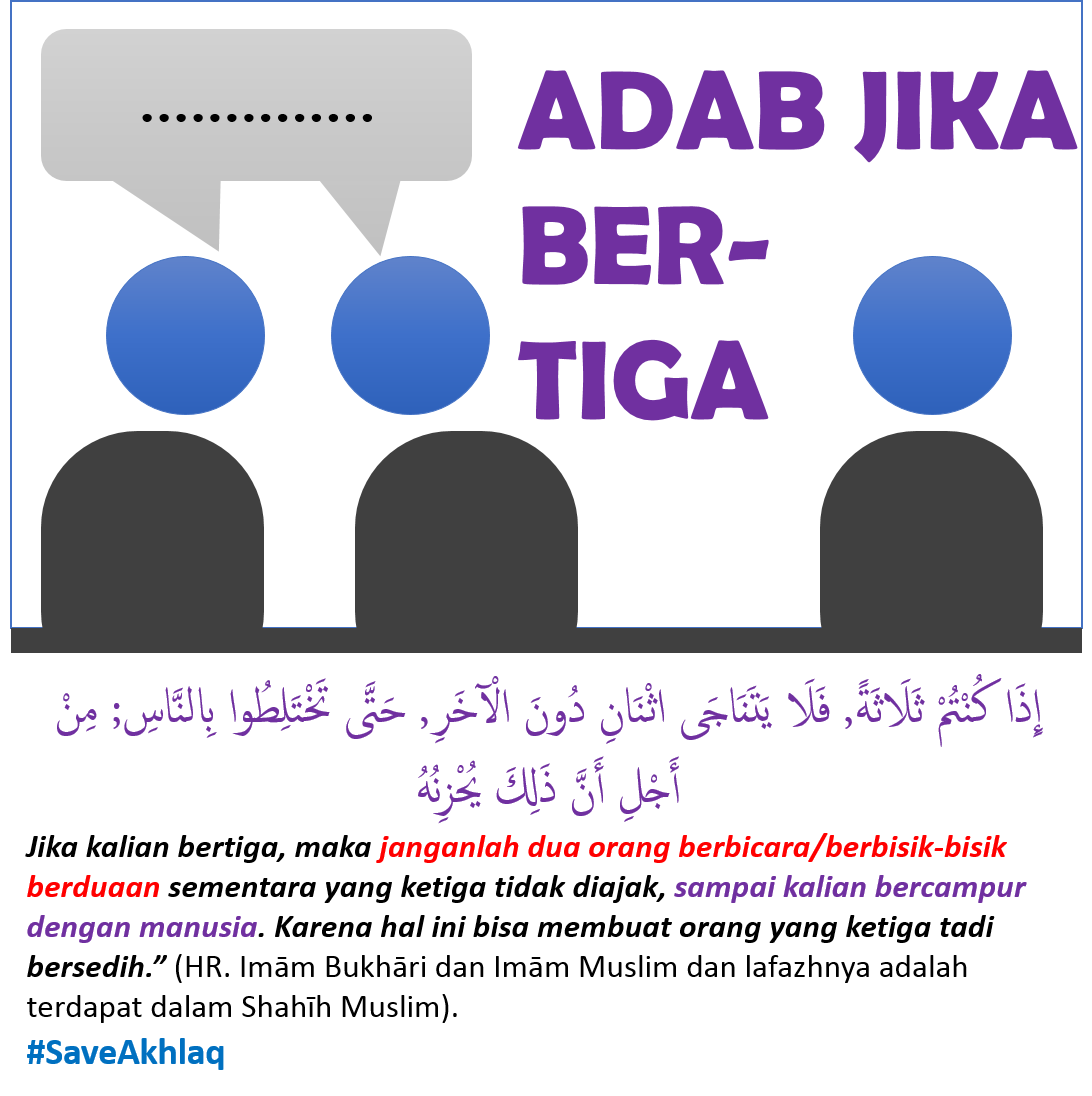 ..............
ADAB JIKA
BER-
TIGA
إِذَا كُنْتُمْ ثَلَاثَةً, فَلَا يَتَنَاجَى اثْنَانِ دُونَ الْآخَرِ, حَتَّى تَخْتَلِطُوا بِالنَّاسِ; مِنْ
أَجْلِ أَنَّ ذَلِكَ يُحْزِنُهُ
Jika kalian bertiga, maka janganlah dua orang berbicara/berbisik-bisik
berduaan sementara yang ketiga tidak diajak, sampai kalian bercampur
dengan manusia. Karena hal ini bisa membuat orang yang ketiga tadi
bersedih.” (HR. Imām Bukhāri dan Imām Muslim dan lafazhnya adalah
terdapat dalam Shahīh Muslim).
#SaveAkhlaq